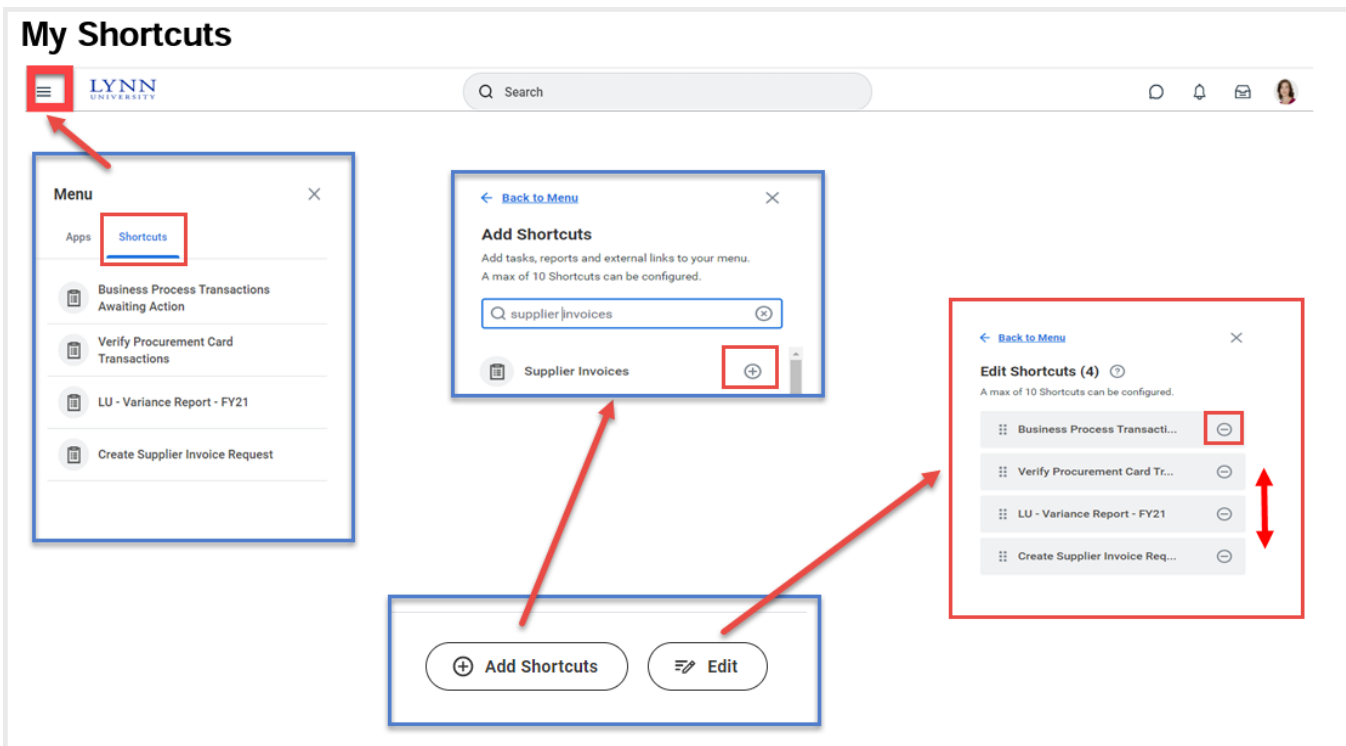 My Shortcuts
LYNN
UNIVERSITY
Search
Menu
Apps
Shortcuts
Business Process Transactions
Awaiting Action
Verify Procurement Card
Transactions
LU - Variance Report - FY21
Create Supplier Invoice Request
Back to Menu
Add Shortcuts
Add tasks, reports and external links to your menu.
A max of 10 Shortcuts can be configured.
supplier invoices
Supplier Invoices
Back to Menu
Edit Shortcuts (4)
A max of 10 Shortcuts can be configured.
Business Process Transacti...
Verify Procurement Card Tr...
LU - Variance Report - FY21
Create Supplier Invoice Req...
Add Shortcuts
Edit